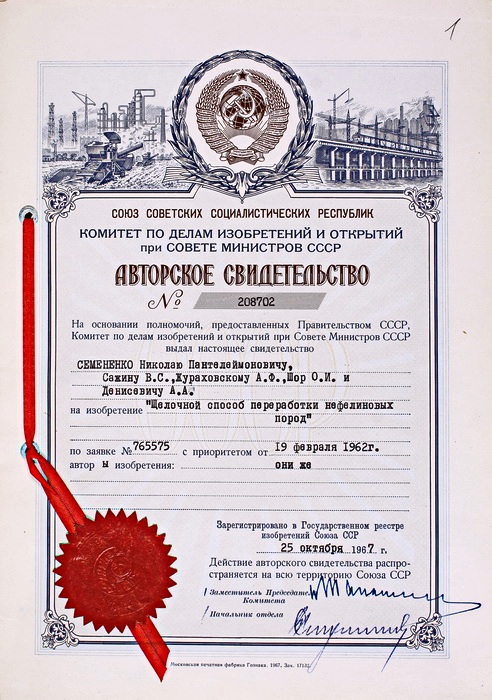 1
СОЮЗ СОВЕТСКИХ СОЦИАЛИСТИЧЕСКИХ РЕСПУБЛИК
КОМИТЕТ ПО ДЕЛАМ ИЗОБРЕТЕНИЙ И ОТКРЫТИЙ
при СОВЕТЕ МИНИСТРОВ СССР
АВТОРСКОЕ СВИДЕТЕЛЬСТВО
№ 208702
На основании полномочий, предоставленных Правительством СССР,
Комитет по делам изобретений и открытий при Совете Министров СССР
выдал настоящее свидетельство
СЕМЕНЕНКО Николаю Пантелеймоновичу,
Сахину В.С.,Жураховскому А.Ф.,Шор О.И. и
Денисевичу А.А.
на изобретение "Щелочной способ переработки нефелиновых
пород"
по заявке № 765575 с приоритетом от 19 февраля 1962г.
автор ы изобретения: они же
Зарегистрировано в Государственном реестре
изобретений Союза ССР
25 октября 1967 г.
Действие авторского свидетельства распро-
страняется на всю территорию Союза ССР
Заместитель Председателя
Комитета
Начальник отдела
Московская печатная фабрика Гознака. 1967. Зак. 17132.